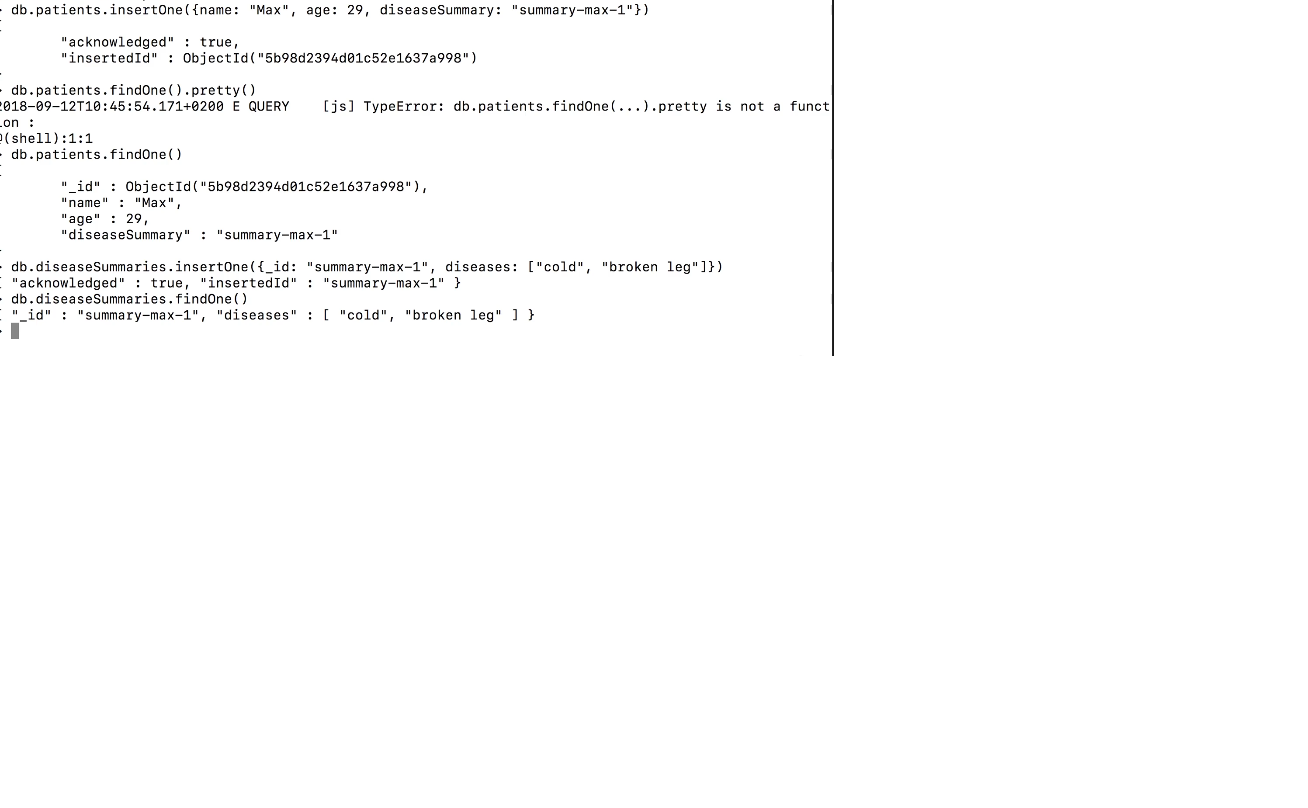 db.patients.insertOne({name: "Max", age: 29, diseaseSummary: "summary-max-1"})
{
"acknowledged" : true,
"insertedId" : ObjectId("5b98d2394d01c52e1637a998")
db.patients.findOne().pretty()
2018-09-12T10:45:54.171+0200 E QUERY    [js] TypeError: db.patients.findOne(...).pretty is not a funct
ion :
@(shell):1:1
> db.patients.findOne()
{
"_id" : ObjectId("5b98d2394d01c52e1637a998"),
"name" : "Max",
"age" : 29,
"diseaseSummary" : "summary-max-1"
> db.diseaseSummaries.insertOne({_id: "summary-max-1", diseases: ["cold", "broken leg"]})
{ "acknowledged" : true, "insertedId" : "summary-max-1" }
> db.diseaseSummaries.findOne()
{ "_id" : "summary-max-1", "diseases" : [ "cold", "broken leg" ] }
>